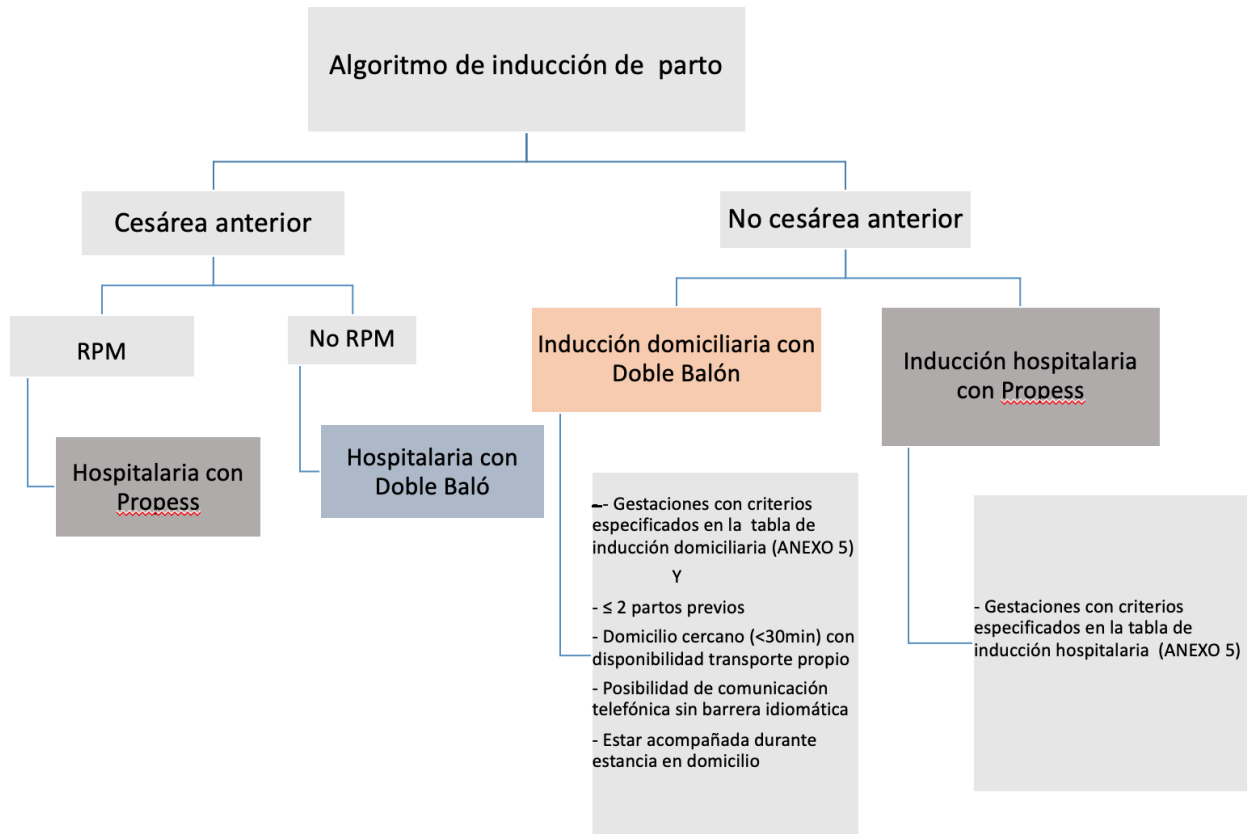 Algoritmo de inducción de parto
Cesárea anterior
No cesárea anterior
RPM
No RPM
Inducción domiciliaria con
Doble Balón
Inducción hospitalaria
con Propess
Hospitalaria con
Propess
Hospitalaria con
Doble Baló
- Gestaciones con criterios
especificados en la tabla de
inducción domiciliaria (ANEXO 5)
Y
- ≤ 2 partos previos
- Domicilio cercano (<30min) con
disponibilidad transporte propio
- Posibilidad de comunicación
telefónica sin barrera idiomática
- Estar acompañada durante
estancia en domicilio
- Gestaciones con criterios
especificados en la tabla de
inducción hospitalaria (ANEXO 5)